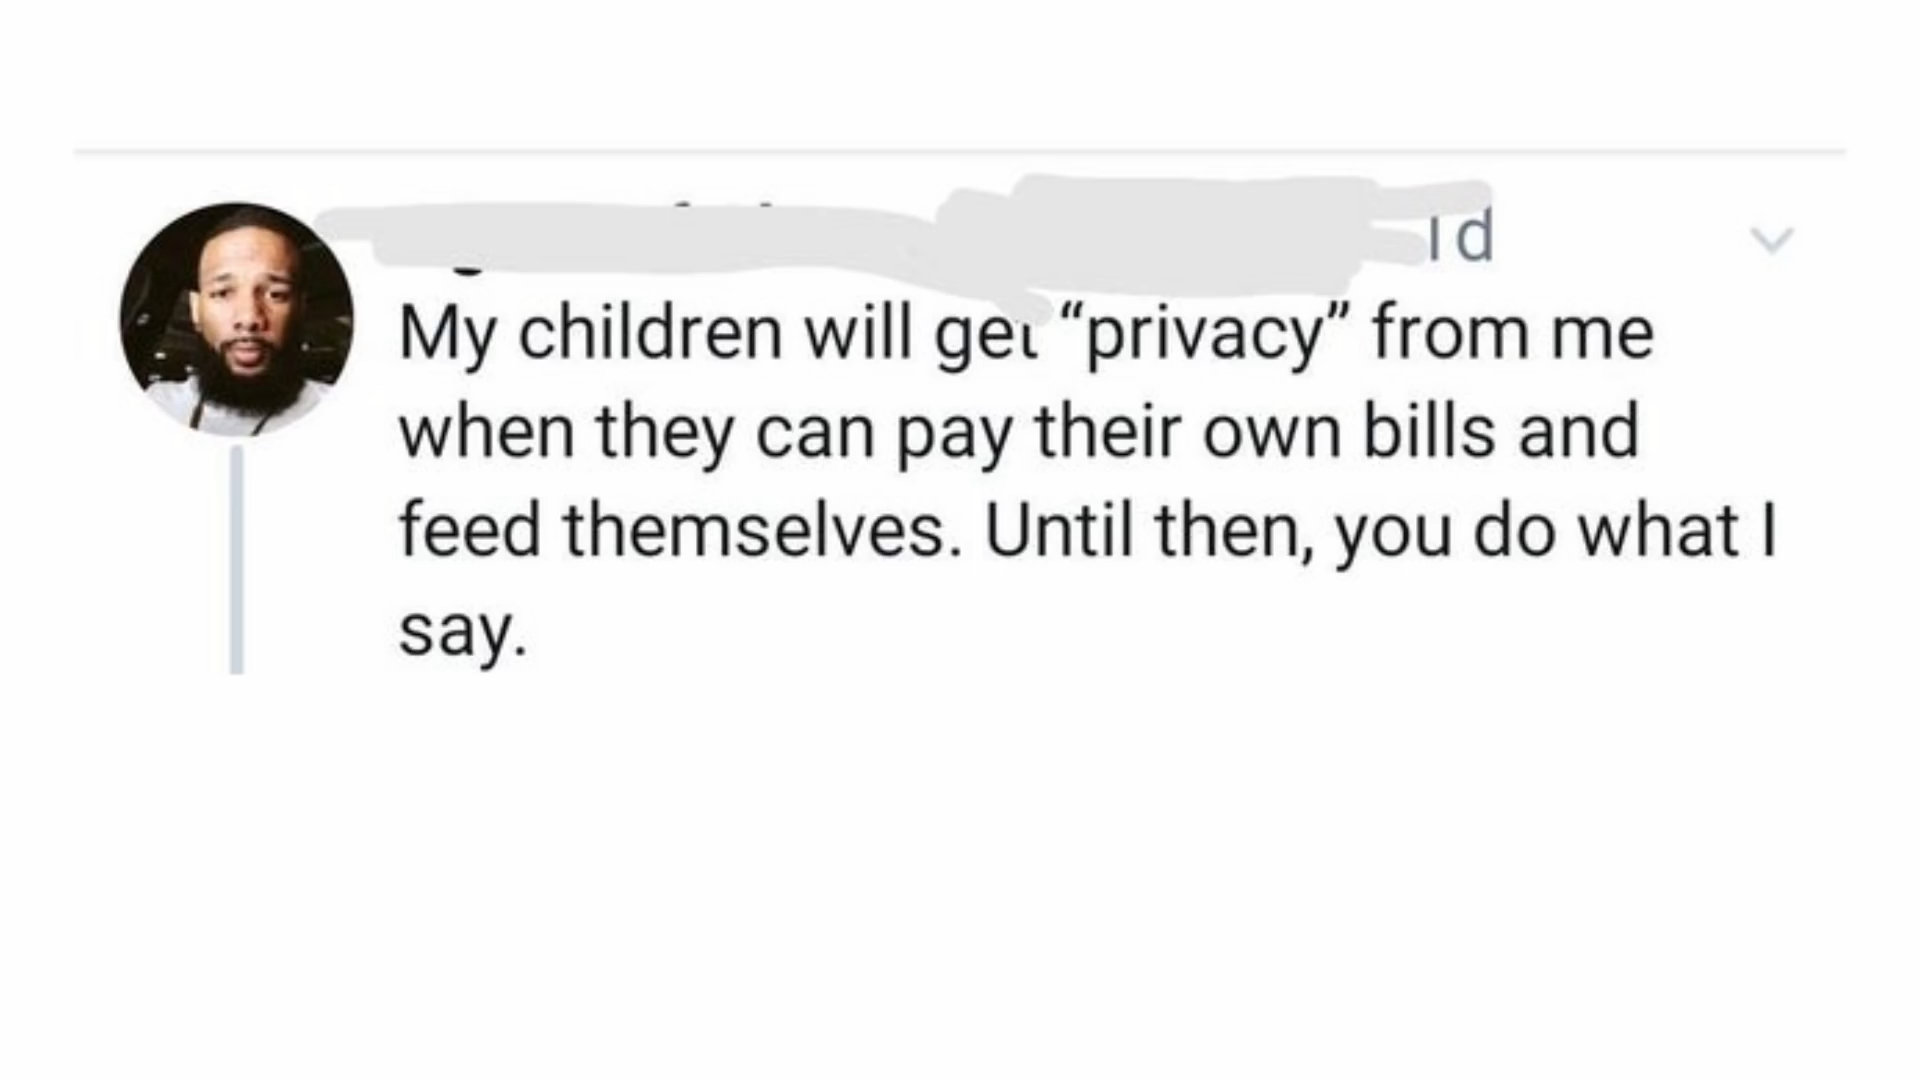 1d
My children will get “privacy” from me
when they can pay their own bills and
feed themselves. Until then, you do what I
say.